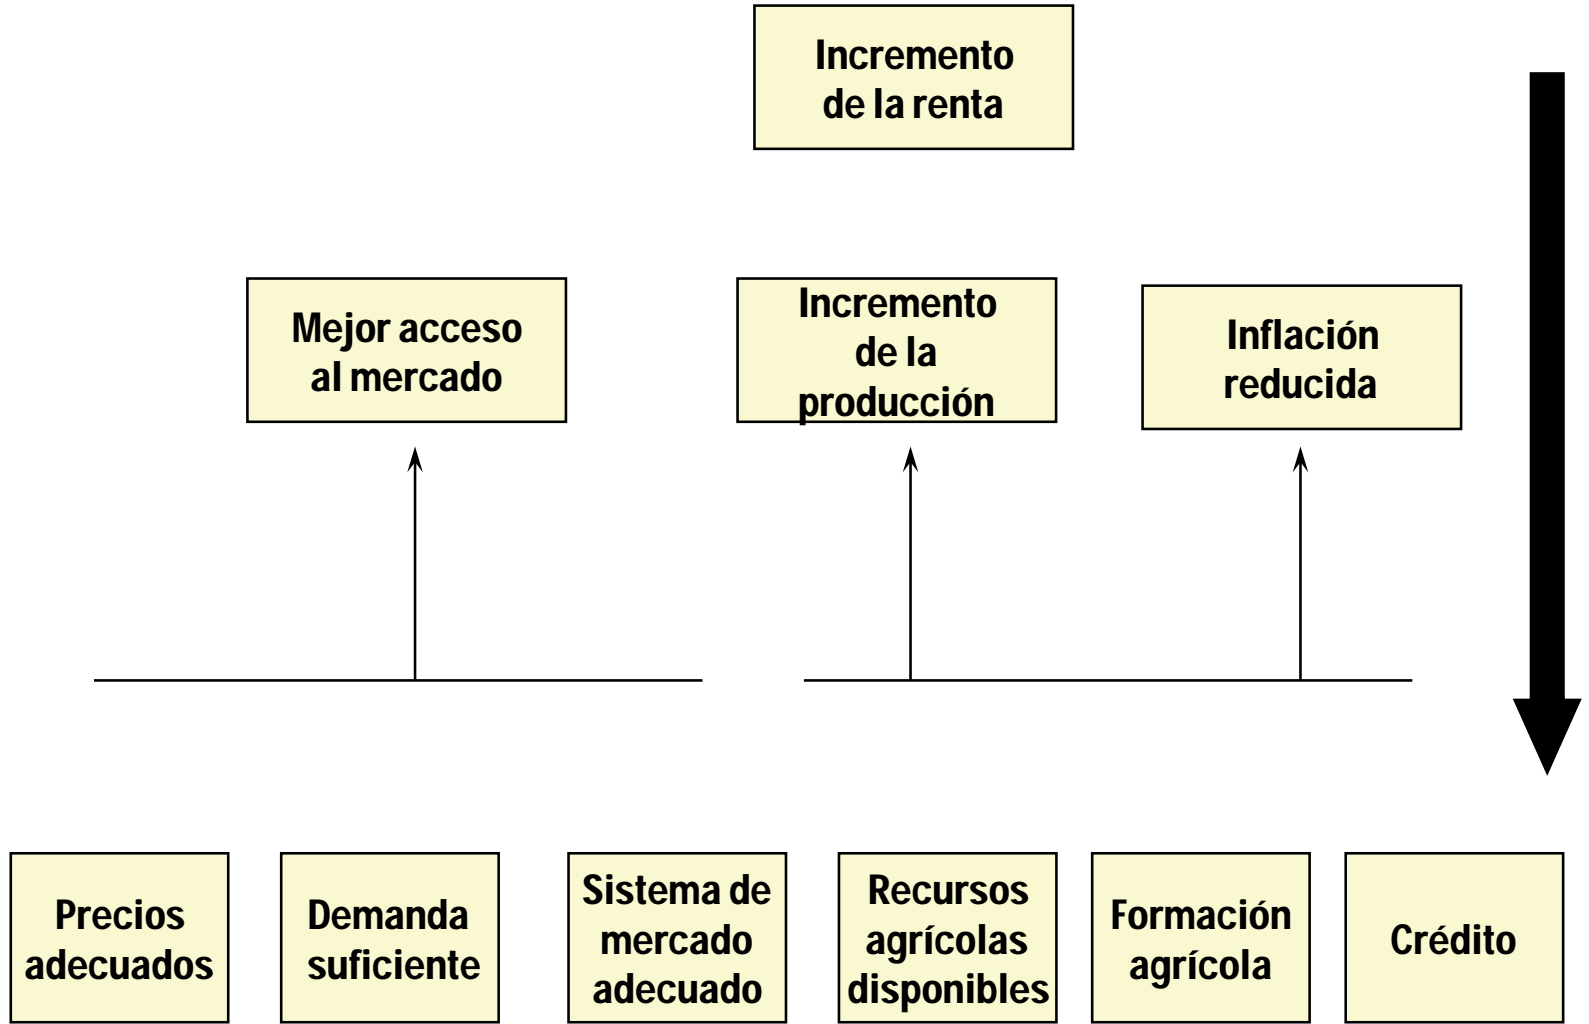 Incremento
de la renta
Mejor acceso
al mercado
Incremento
de la
producción
Inflación
reducida
Precios
adecuados
Demanda
suficiente
Sistema de
mercado
adecuado
Recursos
agrícolas
disponibles
Formación
agrícola
Crédito